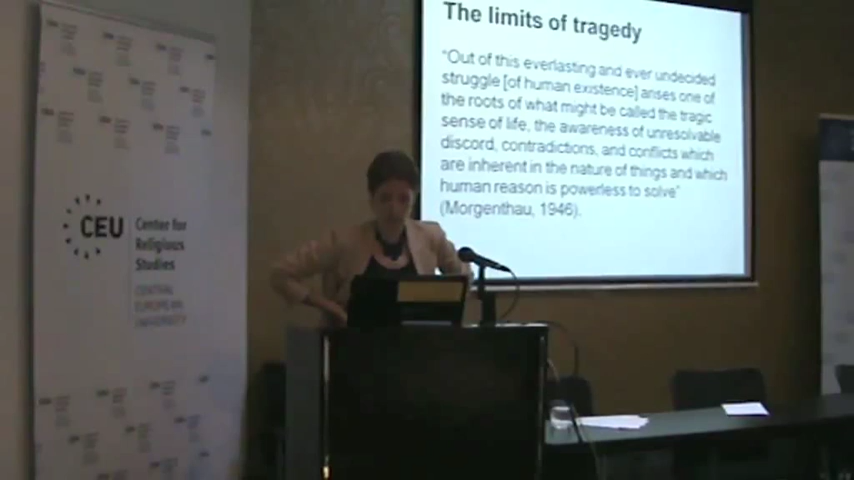 The limits of tragedy
"Out of this everlasting and ever undecided
struggle [of human existence] arises one of
the roots of what might be called the tragic
sense of life, the awareness of unresolvable
discord, contradictions, and conflicts which
are inherent in the nature of things and which
human reason is powerless to solve"
(Morgenthau, 1946).
CEU
Center for
Religious
Studies
CENTRAL
EUROPEAN
UNIVERSITY